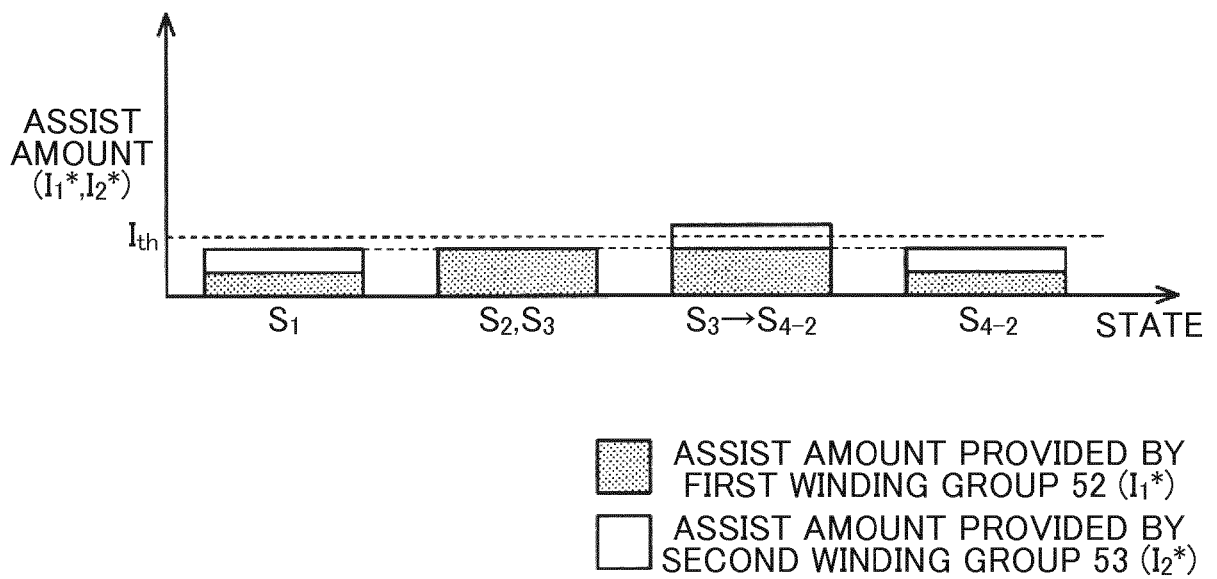 ASSIST
AMOUNT
(I₁*,I₂*)
Iₜₕ
S₁
S₂,S₃
S₃→S₄₋₂
S₄₋₂
STATE
ASSIST AMOUNT PROVIDED BY
FIRST WINDING GROUP 52 (I₁*)
ASSIST AMOUNT PROVIDED BY
SECOND WINDING GROUP 53 (I₂*)